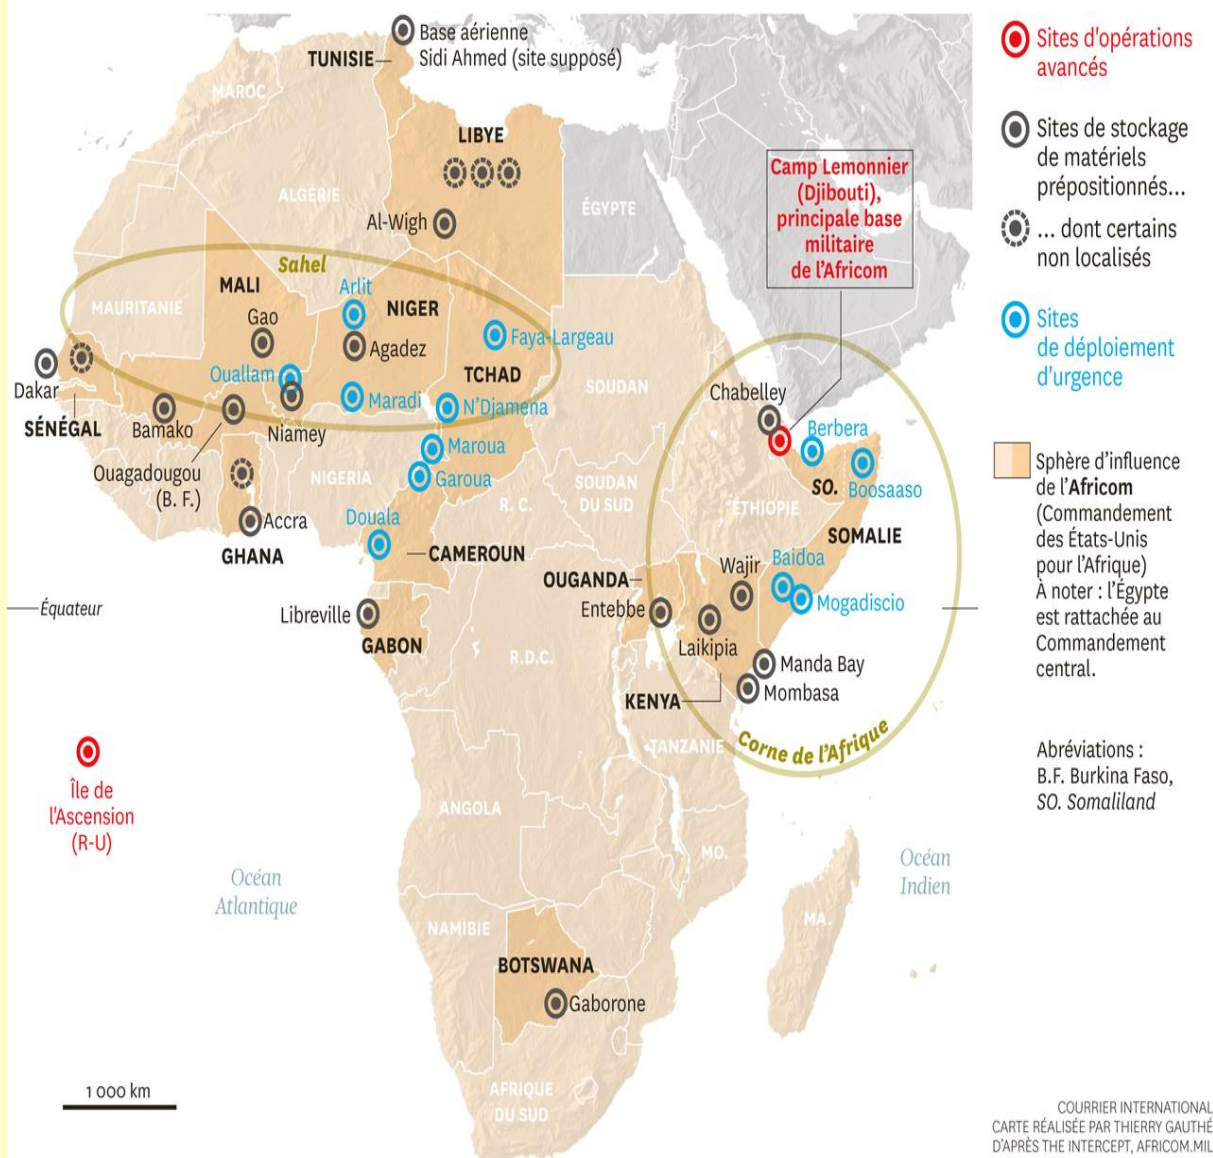 Base aérienne
Sidi Ahmed (site supposé)
TUNISIE
MAROC
LIBYE
ALGÉRIE
ÉGYPTE
Al-Wigh
Camp Lemonnier
(Djibouti),
principale base
militaire
de l'Africom
Sahel
MAURITANIE
MALI
Gao
Arlit
NIGER
Agadez
Faya-Largeau
TCHAD
SOUDAN
Dakar
Ouallam
Maradi
N'Djamena
Chabelley
Berbera
SÉNÉGAL
Bamako
Niamey
Maroua
Ouagadougou
(B. F.)
NIGERIA
Garoua
R. C.
SOUDAN
DU SUD
ÉTHIOPIE
SO.
Boosaaso
Accra
Douala
GHANA
CAMEROUN
SOMALIE
OUGANDA
Wajir
Baidoa
Équateur
Libreville
Entebbe
Mogadiscio
GABON
R.D.C.
Laikipia
Manda Bay
KENYA
Mombasa
Corne de l'Afrique
TANZANIE
Île de
l'Ascension
(R-U)
ANGOLA
MO.
Océan
Atlantique
Océan
Indien
NAMIBIE
MA.
BOTSWANA
Gaborone
AFRIQUE
DU SUD
1 000 km
Sites d'opérations
avancés
Sites de stockage
de matériels
prépositionnés...
... dont certains
non localisés
Sites
de déploiement
d'urgence
Sphère d'influence
de l'Africom
(Commandement
des États-Unis
pour l'Afrique)
À noter : l'Égypte
est rattachée au
Commandement
central.
Abréviations :
B.F. Burkina Faso,
SO. Somaliland
COURRIER INTERNATIONAL
CARTE RÉALISÉE PAR THIERRY GAUTHÉ
D'APRÈS THE INTERCEPT, AFRICOM.MIL